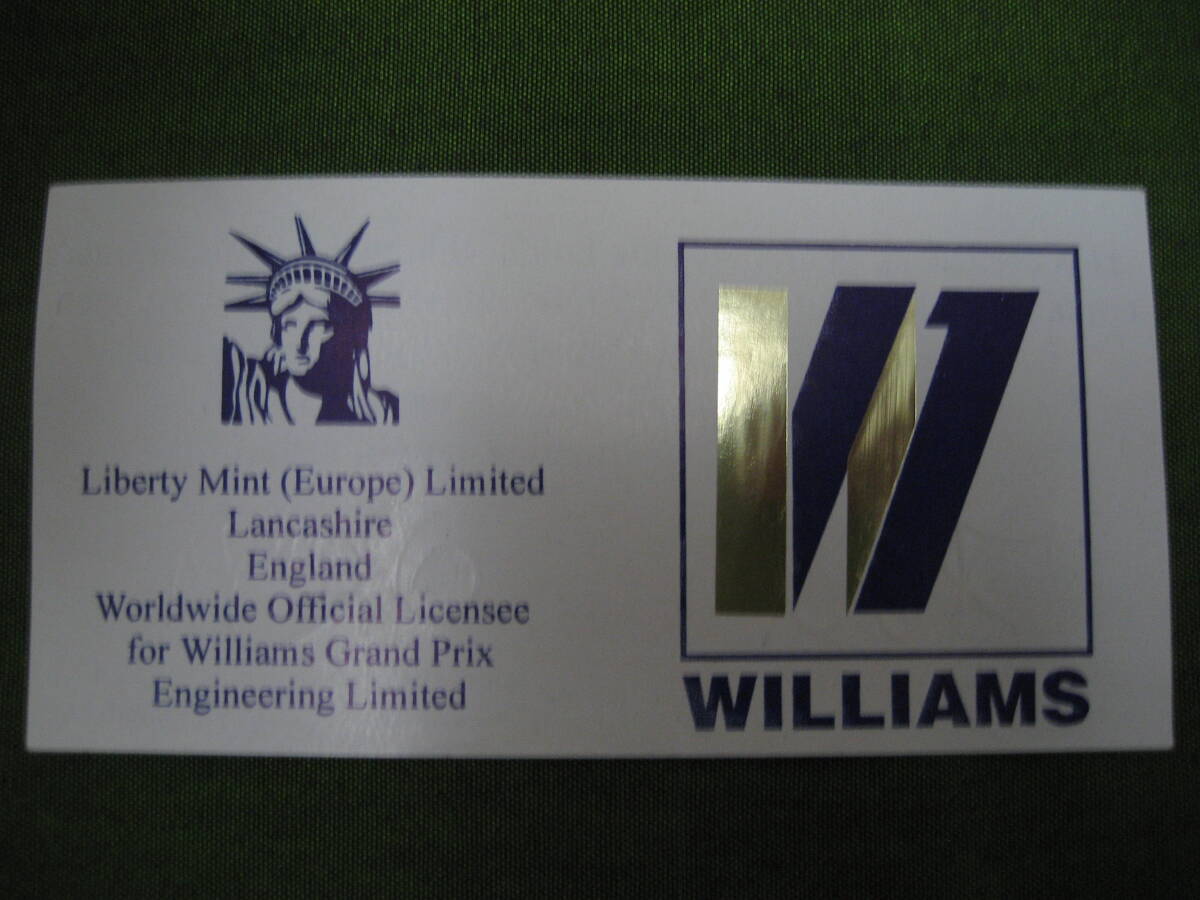 Liberty Mint (Europe) Limited
Lancashire
England
Worldwide Official Licensee
for Williams Grand Prix
Engineering Limited
WILLIAMS